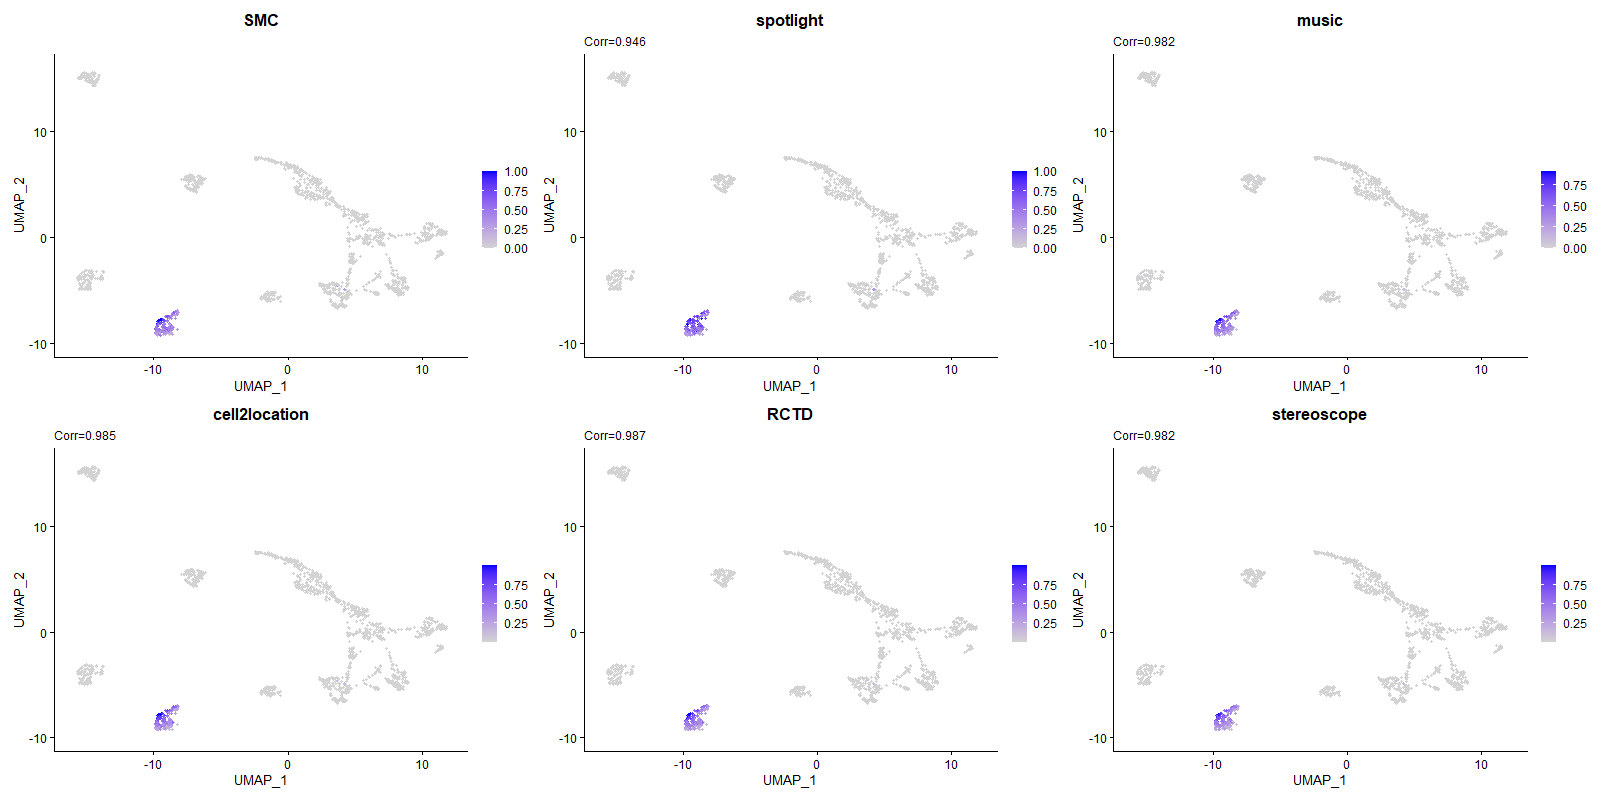 SMC
UMAP_2
10
0
-10
-10
0
10
UMAP_1
1.00
0.75
0.50
0.25
0.00
spotlight
Corr=0.946
UMAP_2
10
0
-10
-10
0
10
UMAP_1
1.00
0.75
0.50
0.25
0.00
music
Corr=0.982
UMAP_2
10
0
-10
-10
0
10
UMAP_1
0.75
0.50
0.25
0.00
cell2location
Corr=0.985
UMAP_2
10
0
-10
-10
0
10
UMAP_1
0.75
0.50
0.25
RCTD
Corr=0.987
UMAP_2
10
0
-10
-10
0
10
UMAP_1
0.75
0.50
0.25
stereoscope
Corr=0.982
UMAP_2
10
0
-10
-10
0
10
UMAP_1
0.75
0.50
0.25